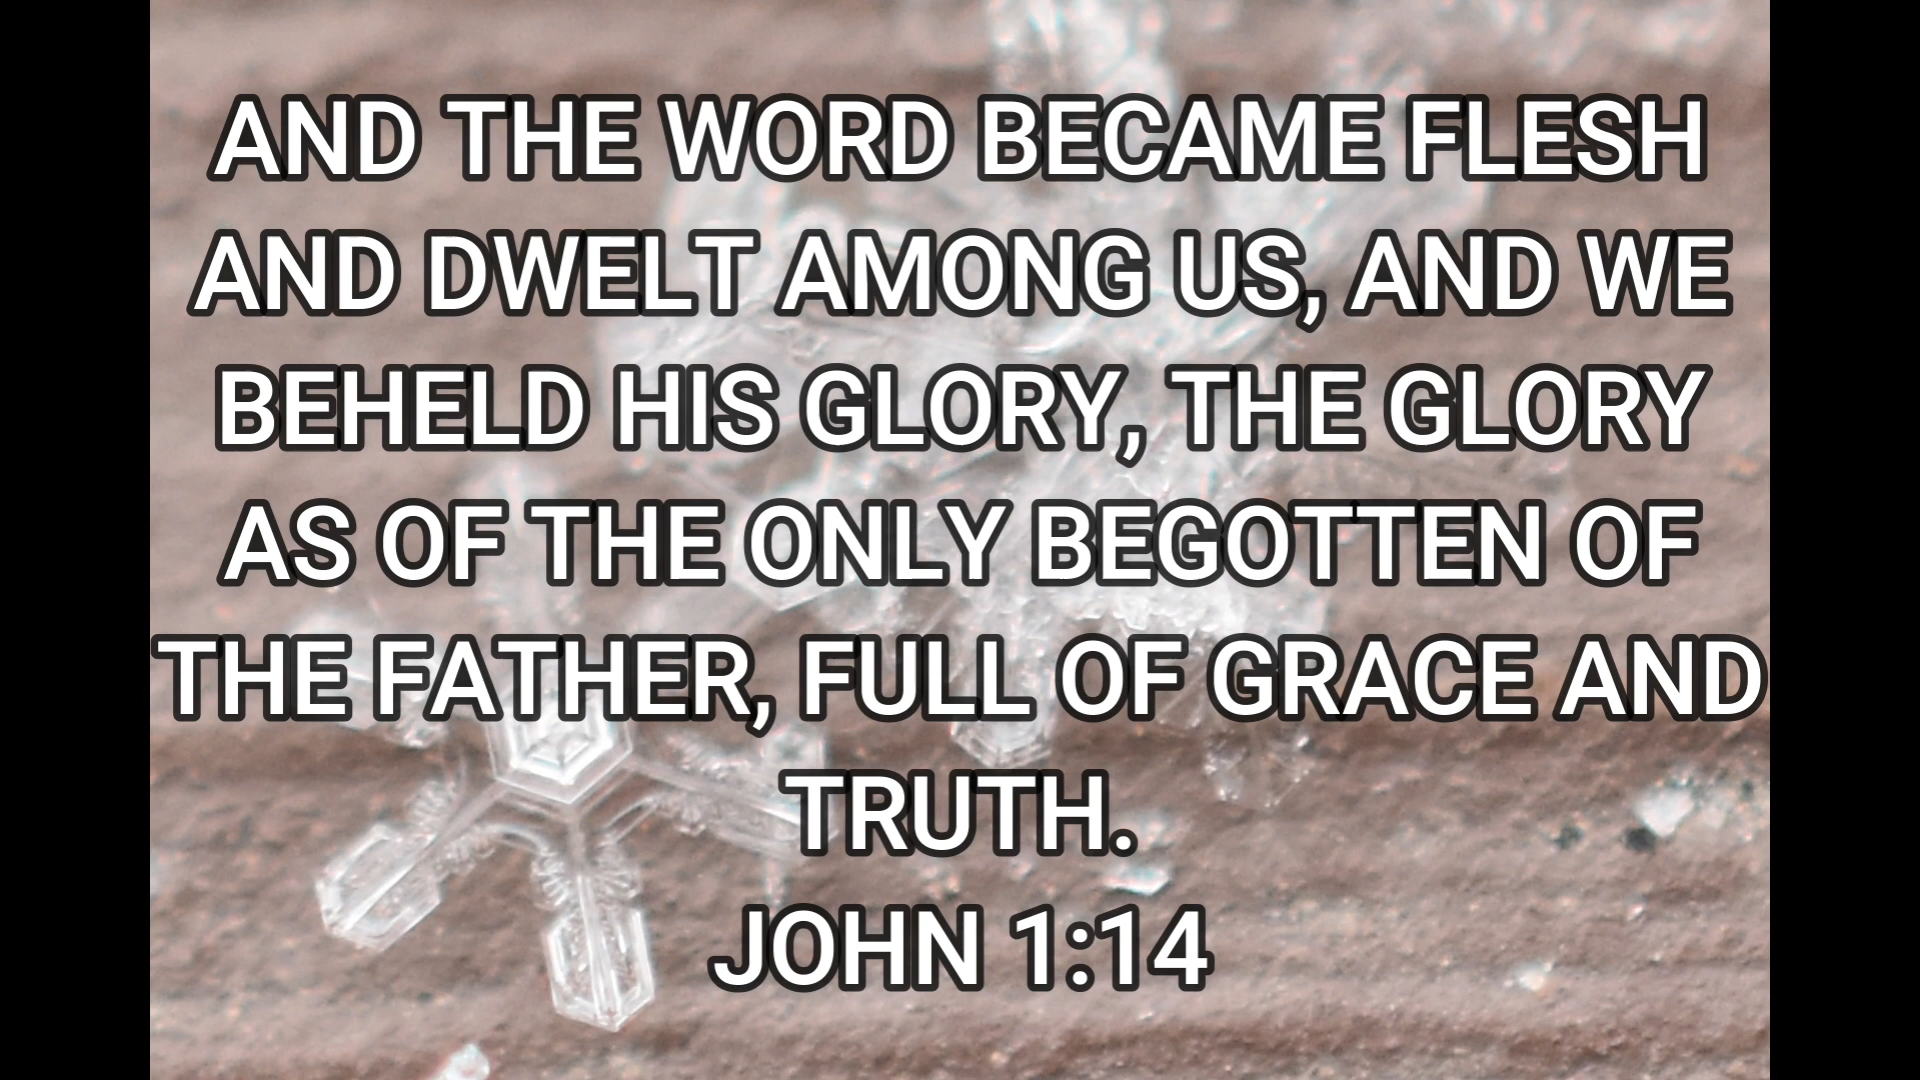 AND THE WORD BECAME FLESH
AND DWELT AMONG US, AND WE
BEHELD HIS GLORY, THE GLORY
AS OF THE ONLY BEGOTTEN OF
THE FATHER, FULL OF GRACE AND
TRUTH.
JOHN 1:14